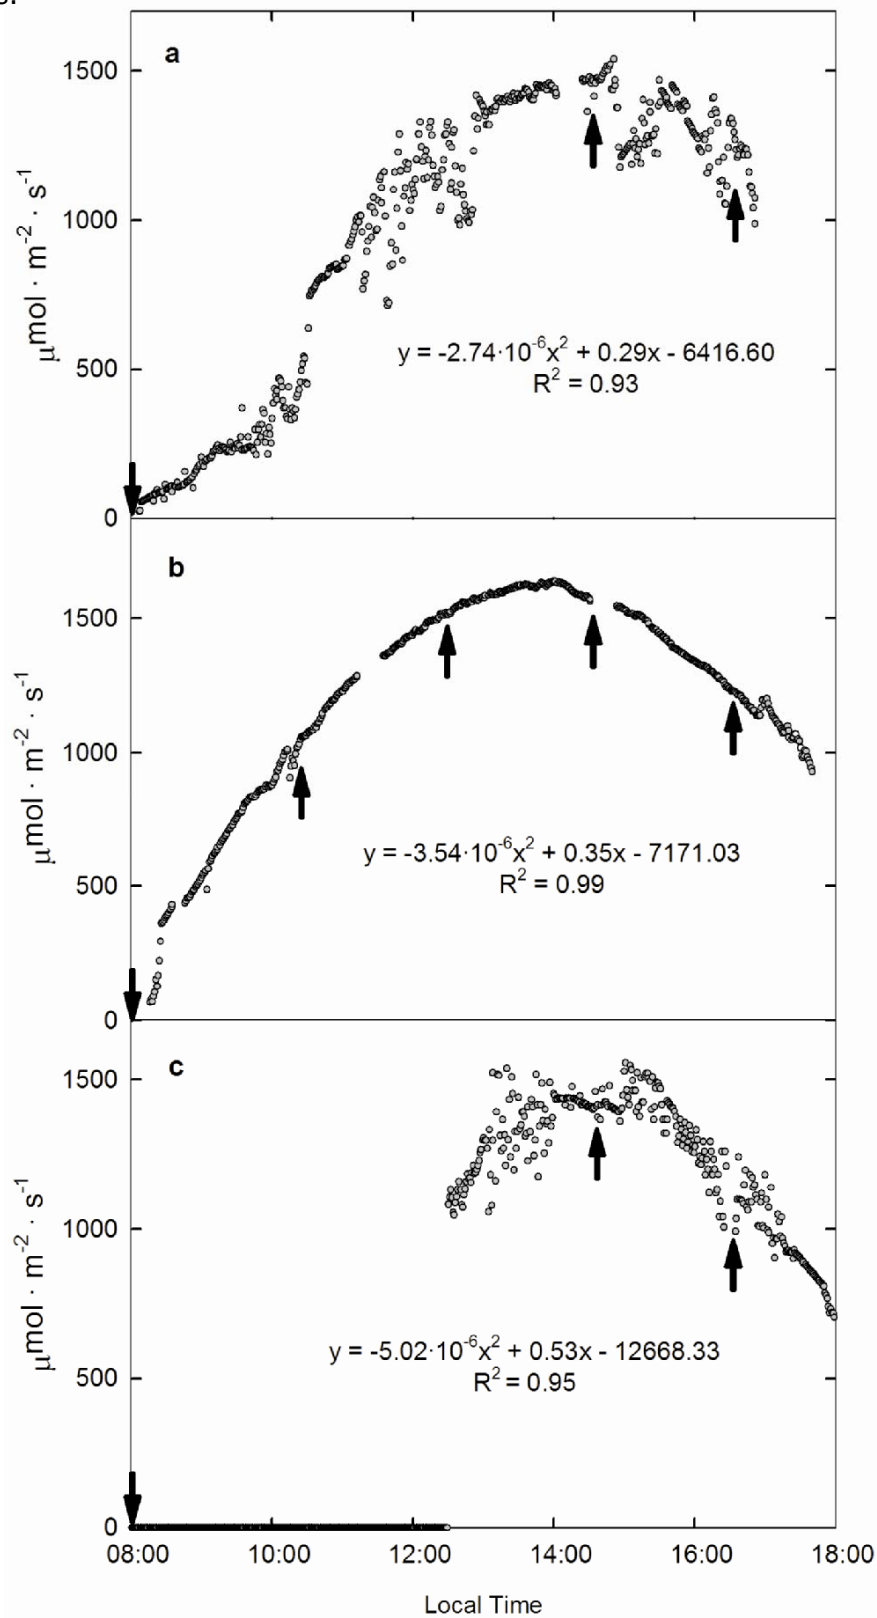 a
1500
1000
500
0
μmol · m⁻² · s⁻¹
y = -2.74·10⁻⁶x² + 0.29x - 6416.60
R² = 0.93
b
1500
1000
500
0
μmol · m⁻² · s⁻¹
y = -3.54·10⁻⁶x² + 0.35x - 7171.03
R² = 0.99
c
1500
1000
500
0
μmol · m⁻² · s⁻¹
y = -5.02·10⁻⁶x² + 0.53x - 12668.33
R² = 0.95
08:00 10:00 12:00 14:00 16:00 18:00
Local Time